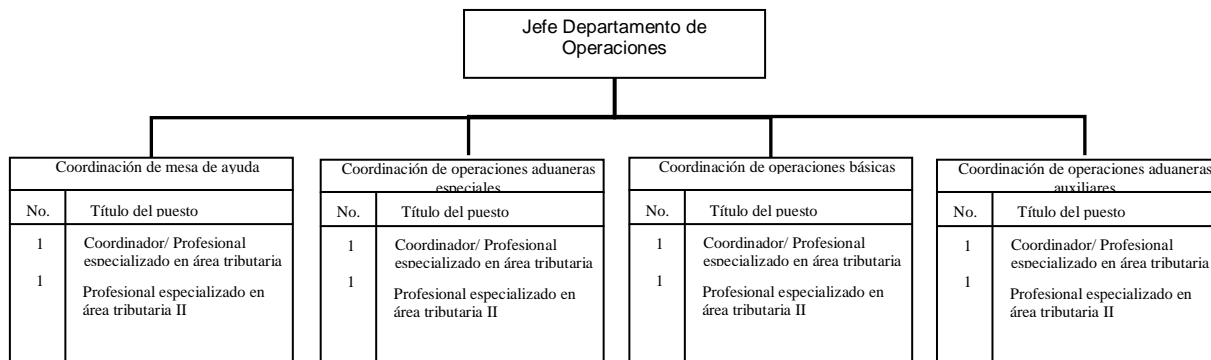 Jefe Departamento de
Operaciones
Coordinación de mesa de ayuda
No. Título del puesto
1 Coordinador/ Profesional
especializado en área tributaria
1 Profesional especializado en
área tributaria II
Coordinación de operaciones aduaneras
especiales
No. Título del puesto
1 Coordinador/ Profesional
especializado en área tributaria
1 Profesional especializado en
área tributaria II
Coordinación de operaciones básicas
No. Título del puesto
1 Coordinador/ Profesional
especializado en área tributaria
1 Profesional especializado en
área tributaria II
Coordinación de operaciones aduaneras
auxiliares
No. Título del puesto
1 Coordinador/ Profesional
especializado en área tributaria
1 Profesional especializado en
área tributaria II